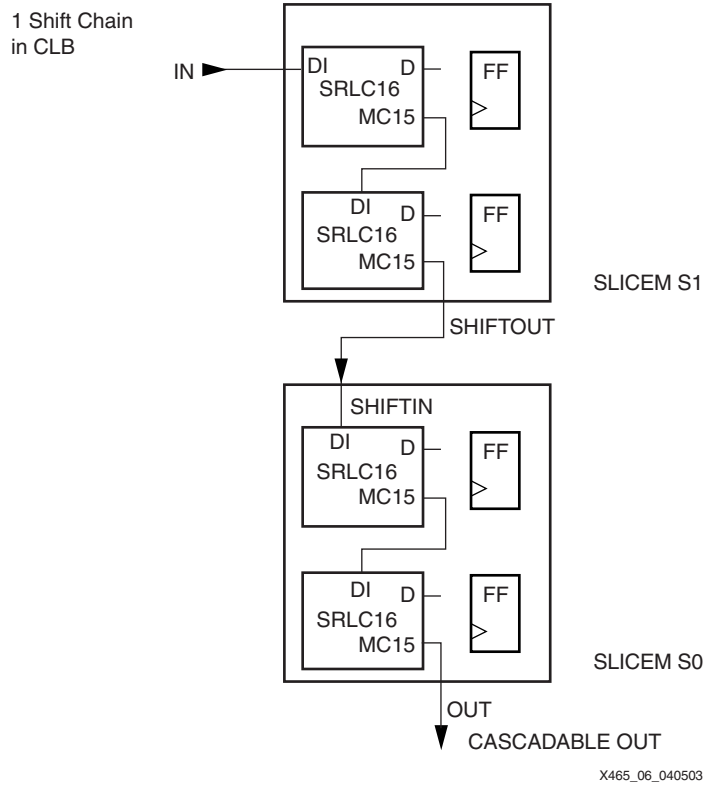 1 Shift Chain
in CLB
IN
DI
D
SRLC16
MC15
FF
DI
D
SRLC16
MC15
FF
SLICEM S1
SHIFTOUT
SHIFTIN
DI
D
SRLC16
MC15
FF
DI
D
SRLC16
MC15
FF
SLICEM S0
OUT
CASCADABLE OUT
X465_06_040503